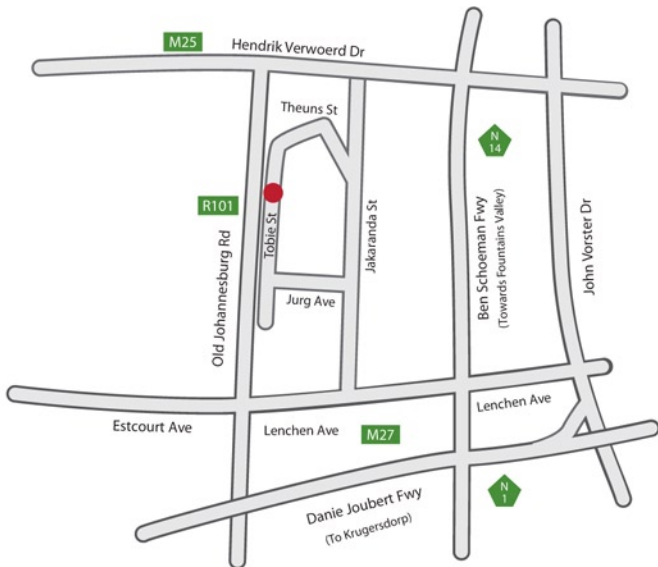 M25
Hendrik Verwoerd Dr
Theuns St
N
14
R101
Tobie St
Jakaranda St
Old Johannesburg Rd
Ben Schoeman Fwy
(Towards Fountains Valley)
John Vorster Dr
Jurg Ave
Estcourt Ave
Lenchen Ave
M27
Lenchen Ave
Danie Joubert Fwy
(To Krugersdorp)
N
1